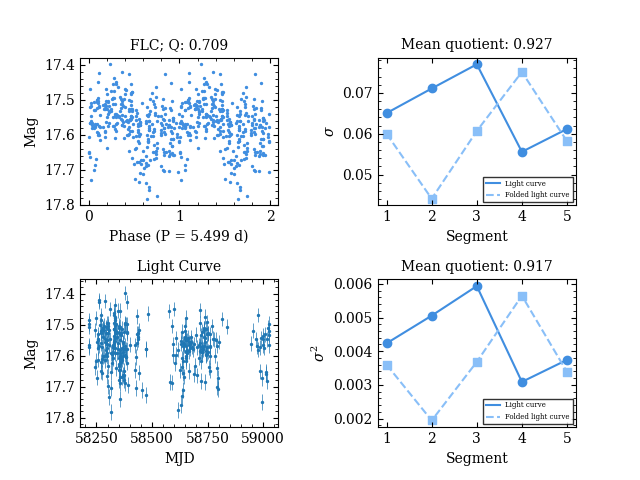 FLC; Q: 0.709
Mag
17.4
17.5
17.6
17.7
17.8
0
1
2
Phase (P = 5.499 d)
Mean quotient: 0.927
σ
0.07
0.06
0.05
1
2
3
4
5
Segment
Light curve
Folded light curve
Light Curve
Mag
17.4
17.5
17.6
17.7
17.8
58250
58500
58750
59000
MJD
Mean quotient: 0.917
σ²
0.006
0.005
0.004
0.003
0.002
1
2
3
4
5
Segment
Light curve
Folded light curve